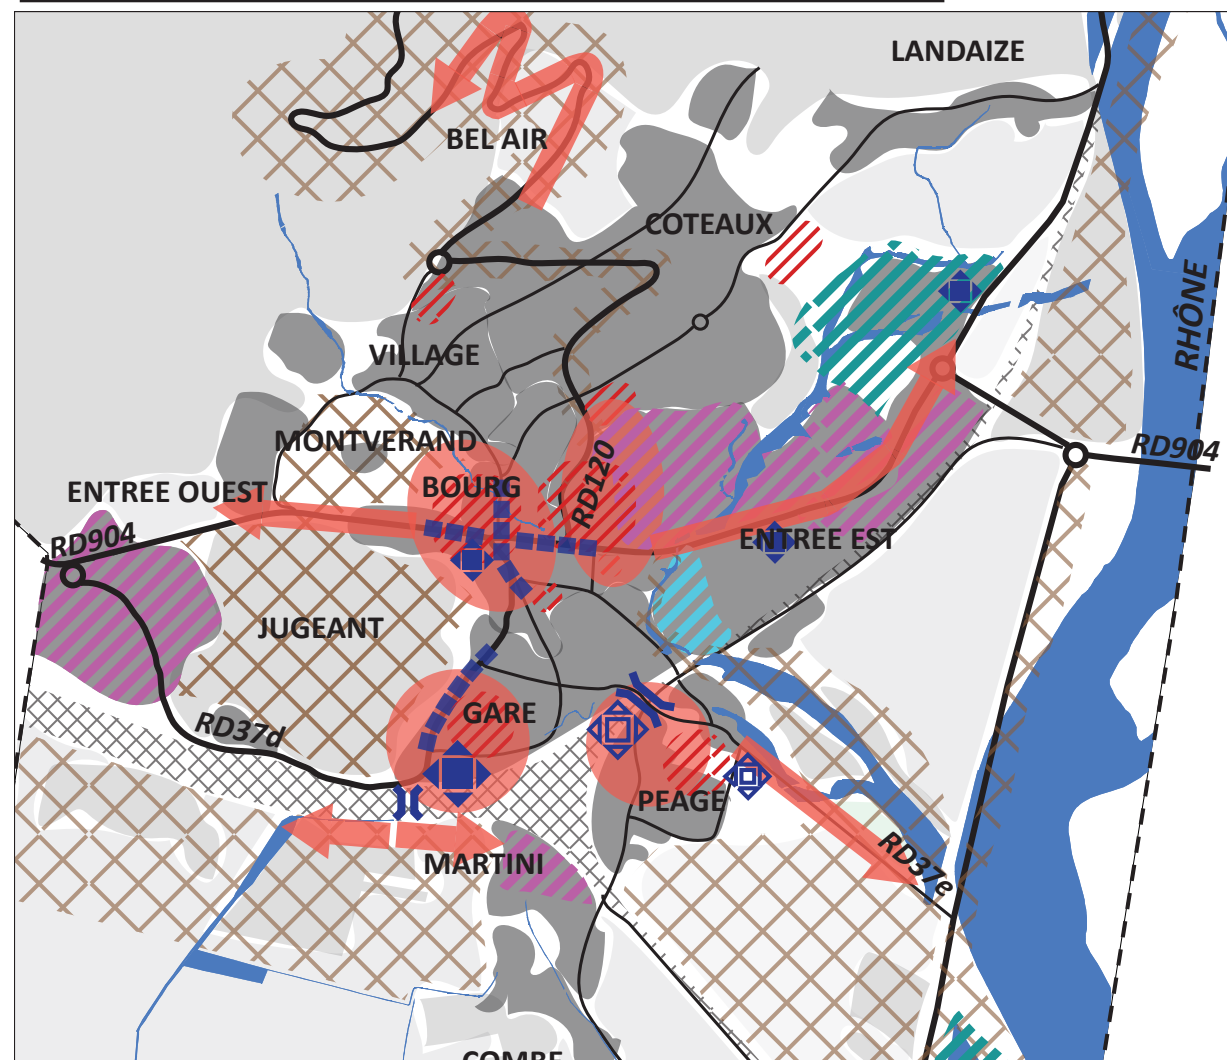 LANDAIZE
BEL AIR
COTEAUX
RHÔNE
VILLAGE
MONTVERAND
RD904
BOURG
ENTREE OUEST
RD120
RD904
ENTREE EST
JUGEANT
GARE
RD37d
PEAGE
MARTINI
RD37e
COMBE